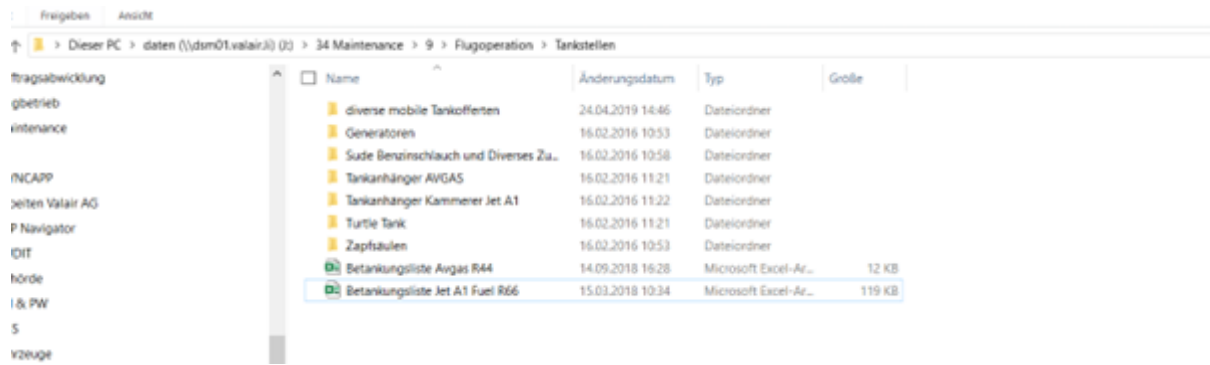 Freigeben Ansicht
> Dieser PC > daten (\\dsm01.valair.li) (J:) > 34 Maintenance > 9 > Flugoperation > Tankstellen
ftragsabwicklung
gbetrieb
intenance
YNCAPP
beiten Valair AG
P Navigator
DIT
hörde
& PW
S
rzeuge
Name Änderungsdatum Typ Größe
diverse mobile Tankofferten 24.04.2019 14:46 Dateiordner
Generatoren 16.02.2016 10:53 Dateiordner
Sude Benzinschlauch und Diverses Zu... 16.02.2016 10:58 Dateiordner
Tankanhänger AVGAS 16.02.2016 11:21 Dateiordner
Tankanhänger Kammerer Jet A1 16.02.2016 11:22 Dateiordner
Turtle Tank 16.02.2016 11:21 Dateiordner
Zapfsäulen 16.02.2016 10:53 Dateiordner
Betankungsliste Avgas R44 14.09.2018 16:28 Microsoft Excel-Ar... 12 KB
Betankungsliste Jet A1 Fuel R66 15.03.2018 10:34 Microsoft Excel-Ar... 119 KB